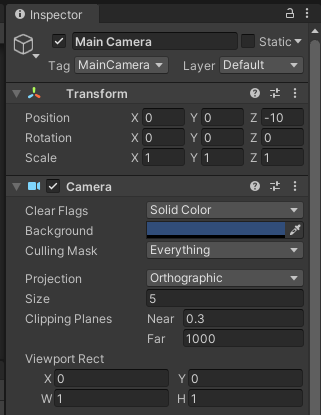 Inspector
Main Camera Static
Tag MainCamera Layer Default
Transform
Position X 0 Y 0 Z -10
Rotation X 0 Y 0 Z 0
Scale X 1 Y 1 Z 1
Camera
Clear Flags Solid Color
Background
Culling Mask Everything
Projection Orthographic
Size 5
Clipping Planes Near 0.3
Far 1000
Viewport Rect
X 0 Y 0
W 1 H 1